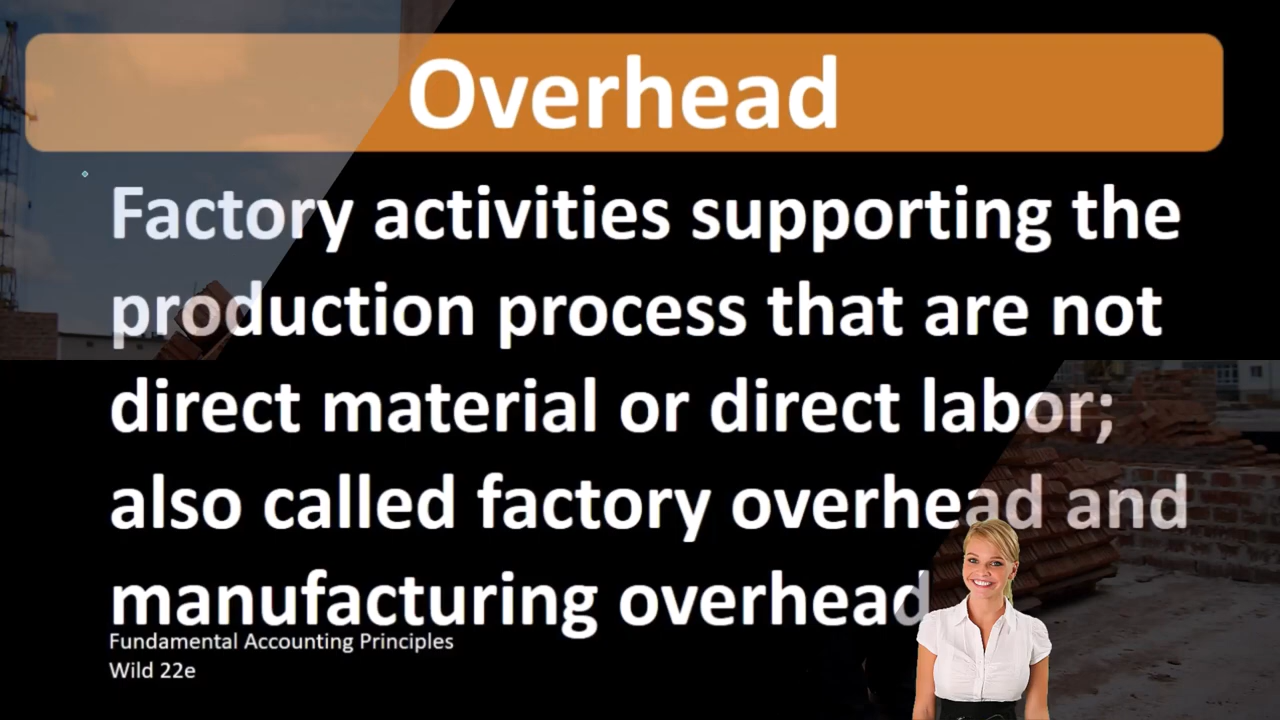 Overhead
Factory activities supporting the
production process that are not
direct material or direct labor;
also called factory overhead and
manufacturing overhead
Fundamental Accounting Principles
Wild 22e